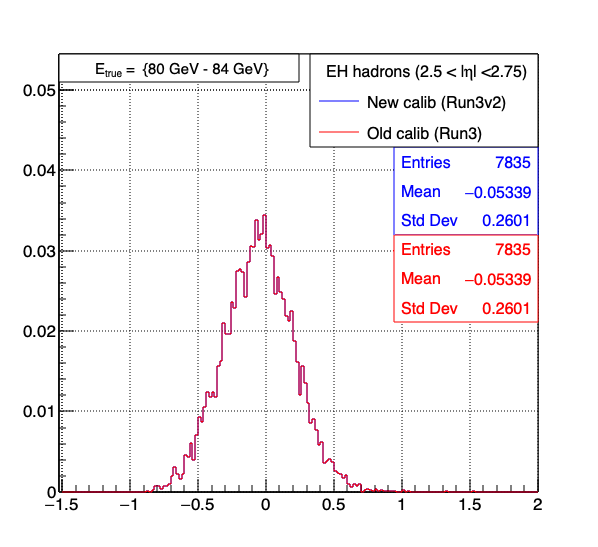 E_true = {80 GeV - 84 GeV}
EH hadrons (2.5 < |η| <2.75)
New calib (Run3v2)
Old calib (Run3)
Entries 7835
Mean −0.05339
Std Dev 0.2601
Entries 7835
Mean −0.05339
Std Dev 0.2601
0.05
0.04
0.03
0.02
0.01
0
−1.5 −1 −0.5 0 0.5 1 1.5 2